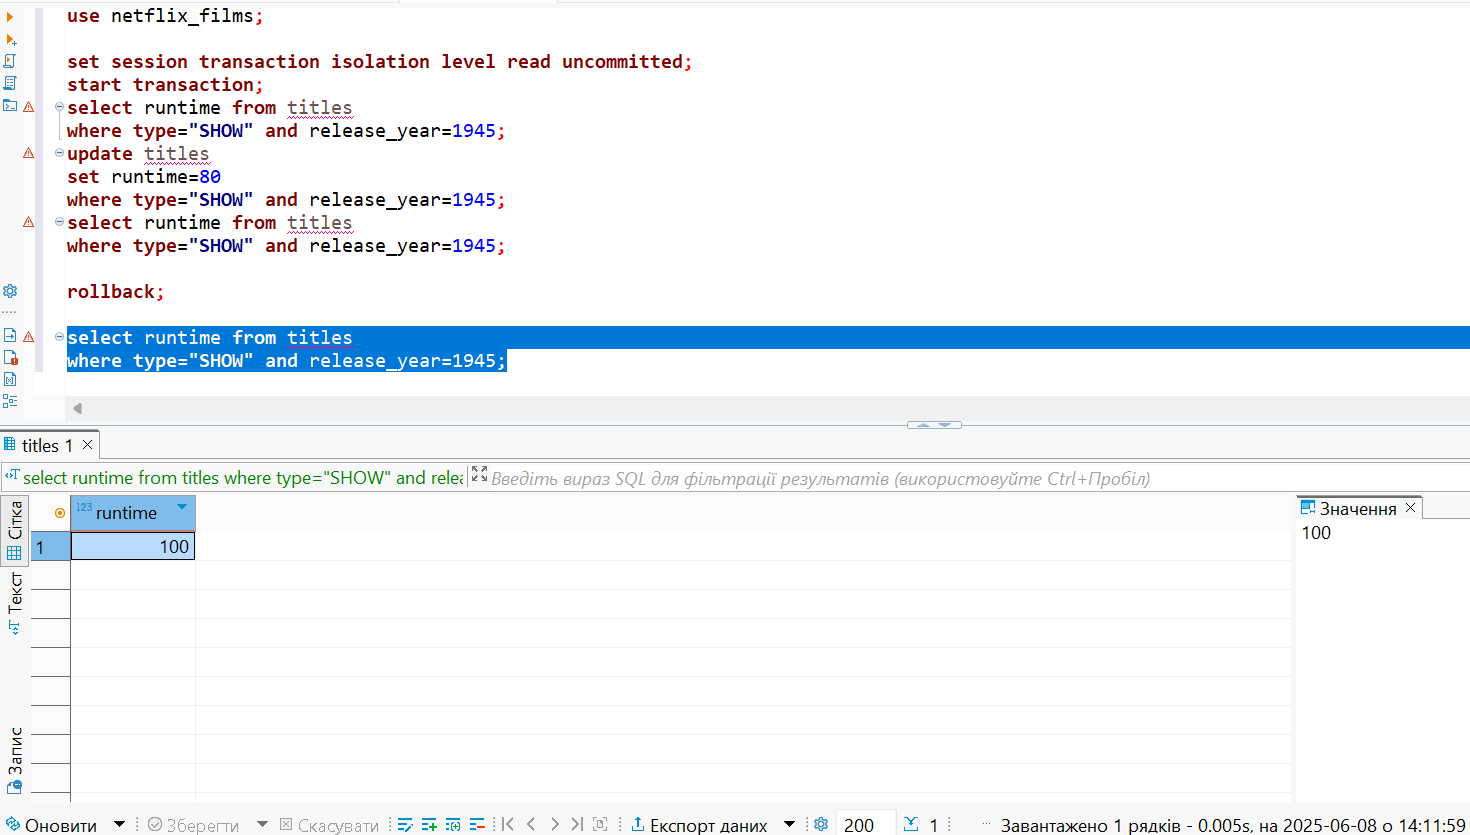 use netflix_films;
set session transaction isolation level read uncommitted;
start transaction;
select runtime from titles
where type="SHOW" and release_year=1945;
update titles
set runtime=80
where type="SHOW" and release_year=1945;
select runtime from titles
where type="SHOW" and release_year=1945;
rollback;
select runtime from titles
where type="SHOW" and release_year=1945;
titles 1
select runtime from titles where type="SHOW" and relea
Введіть вираз SQL для фільтрації результатів (використовуйте Ctrl+Пробіл)
Сітка
Текст
Запис
123 runtime
1 100
Значення
100
Оновити Зберегти Скасувати Експорт даних 200 1 Завантажено 1 рядків - 0.005s, на 2025-06-08 о 14:11:59